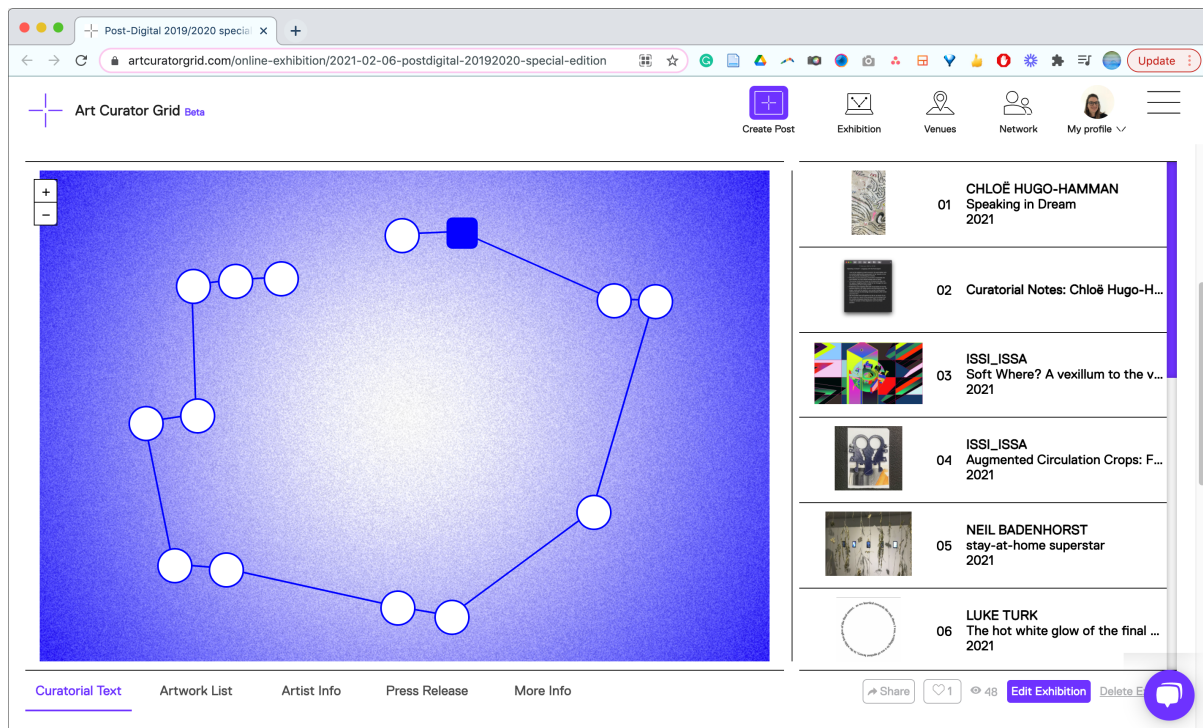 Post-Digital 2019/2020 specia
artcuratorgrid.com/online-exhibition/2021-02-06-postdigital-20192020-special-edition
Update
Art Curator Grid Beta
Create Post
Exhibition
Venues
Network
My profile
+
−
01
CHLOË HUGO-HAMMAN
Speaking in Dream
2021
02
Curatorial Notes: Chloë Hugo-H...
03
ISSI_ISSA
Soft Where? A vexillum to the v...
2021
04
ISSI_ISSA
Augmented Circulation Crops: F...
2021
05
NEIL BADENHORST
stay-at-home superstar
2021
06
LUKE TURK
The hot white glow of the final ...
2021
Curatorial Text
Artwork List
Artist Info
Press Release
More Info
Share
1
48
Edit Exhibition
Delete E